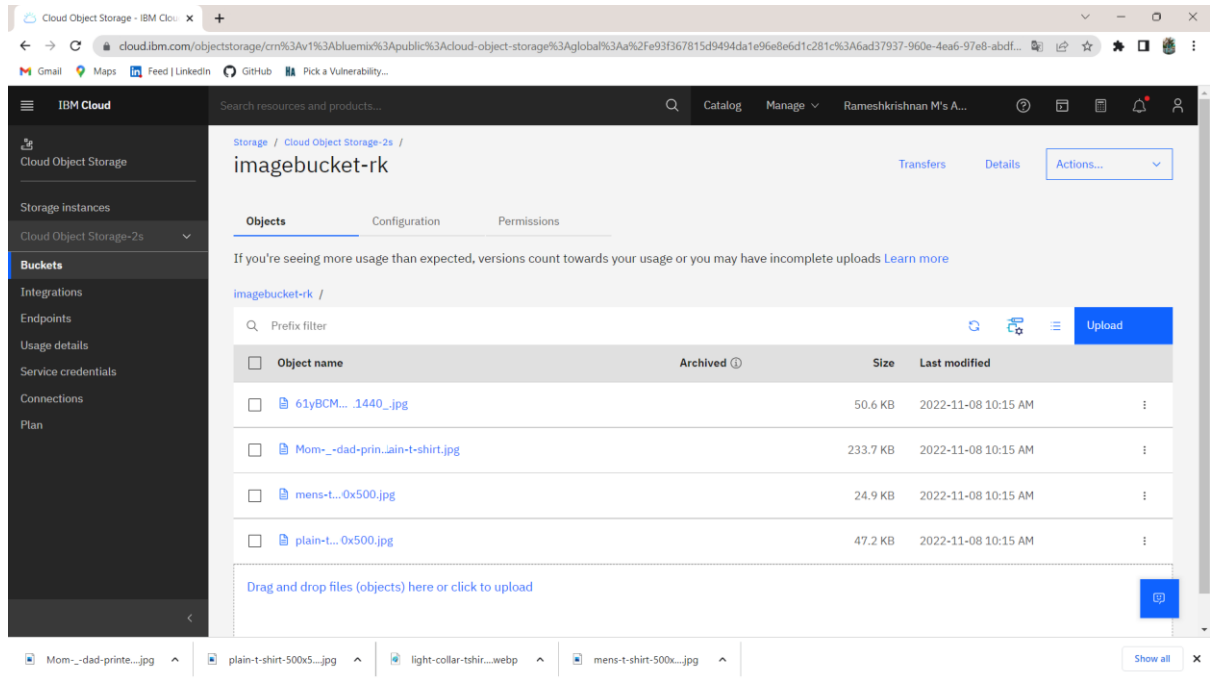 Cloud Object Storage - IBM Clou
cloud.ibm.com/objectstorage/crn%3Av1%3Abluemix%3Apublic%3Acloud-object-storage%3Aglobal%3Aa%2Fe93f367815d9494da1e96e8e6d1c281c%3A6ad37937-960e-4ea6-97e8-abdf...
Gmail Maps Feed | LinkedIn GitHub Pick a Vulnerability...
IBM Cloud Search resources and products... Catalog Manage Rameshkrishnan M's A...
Cloud Object Storage
Storage instances
Cloud Object Storage-2s
Buckets
Integrations
Endpoints
Usage details
Service credentials
Connections
Plan
Storage / Cloud Object Storage-2s /
imagebucket-rk
Transfers Details Actions...
Objects Configuration Permissions
If you're seeing more usage than expected, versions count towards your usage or you may have incomplete uploads Learn more
imagebucket-rk /
Prefix filter Upload
Object name Archived Size Last modified
61yBCM... .1440_.jpg 50.6 KB 2022-11-08 10:15 AM
Mom-_-dad-prin...ain-t-shirt.jpg 233.7 KB 2022-11-08 10:15 AM
mens-t... 0x500.jpg 24.9 KB 2022-11-08 10:15 AM
plain-t... 0x500.jpg 47.2 KB 2022-11-08 10:15 AM
Drag and drop files (objects) here or click to upload
Mom-_-dad-printe....jpg plain-t-shirt-500x5....jpg light-collar-tshir....webp mens-t-shirt-500x....jpg Show all